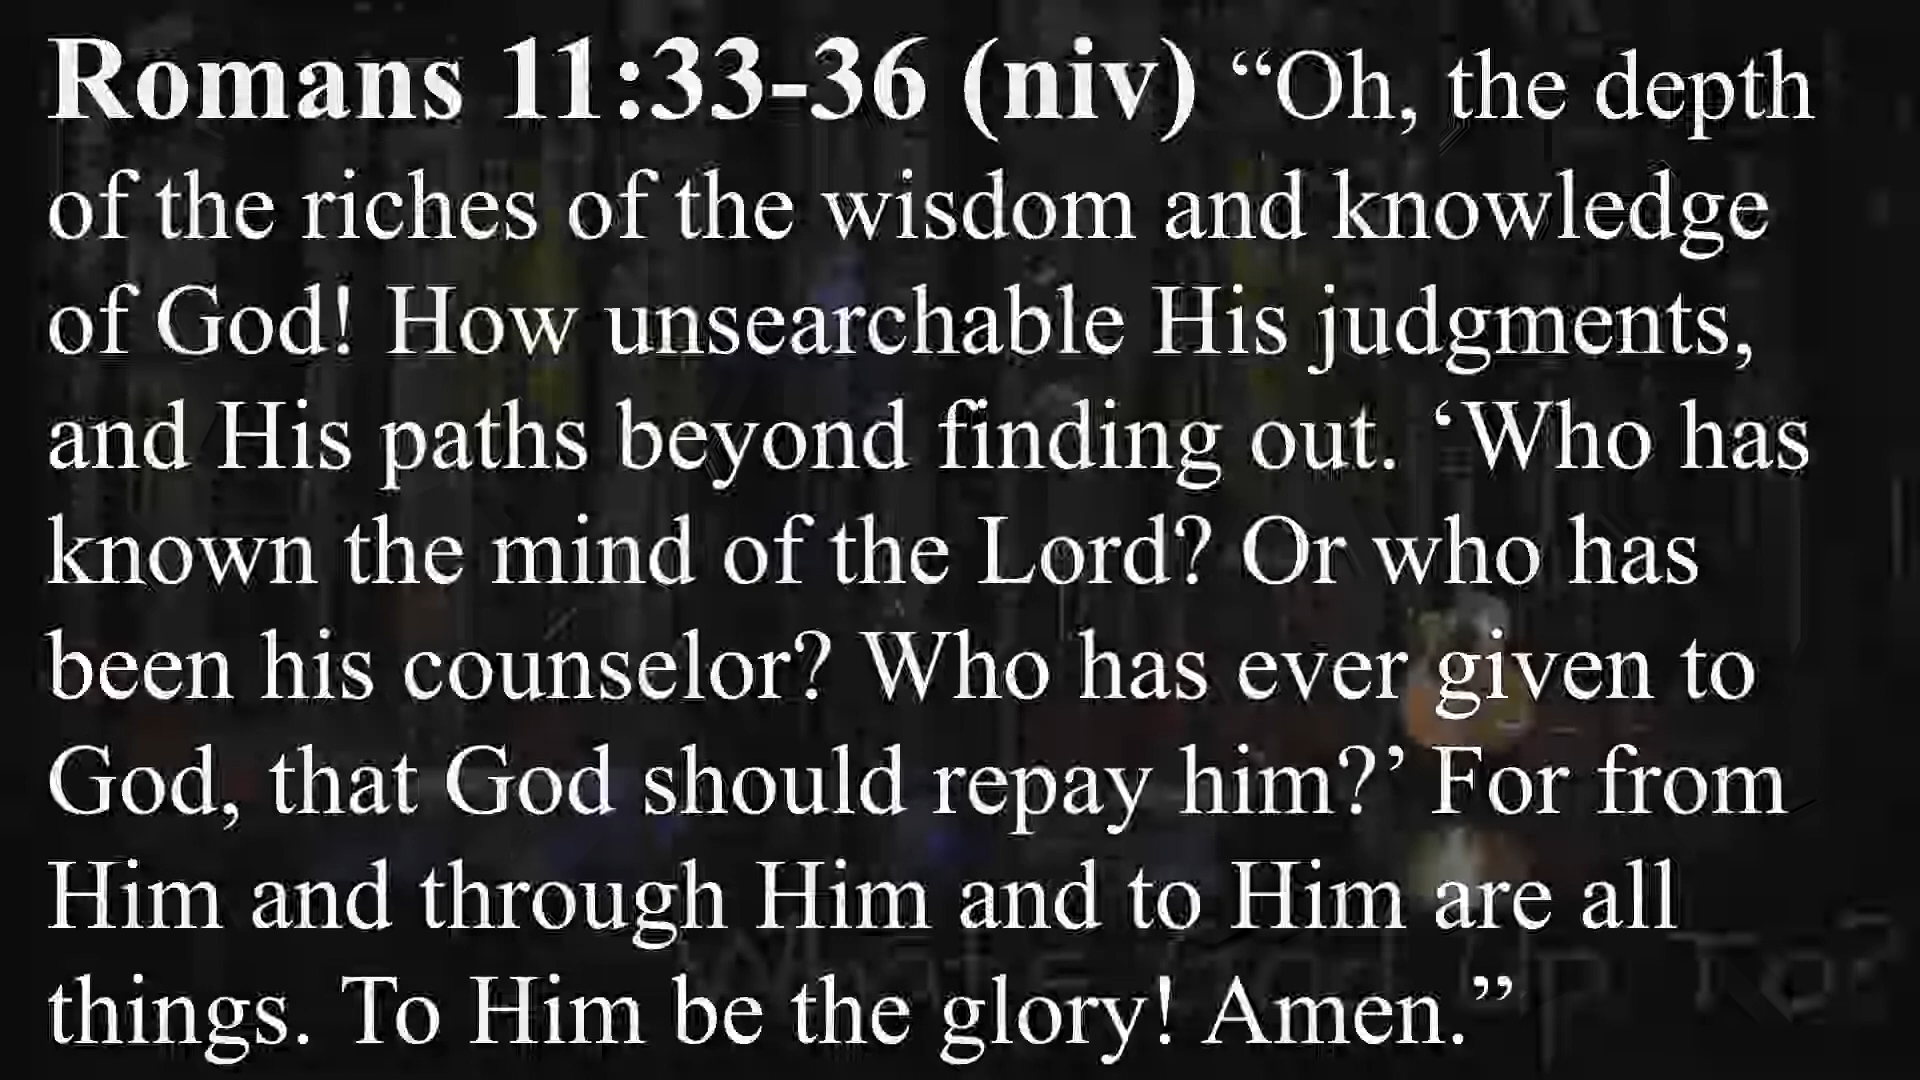 Romans 11:33-36 (niv) “Oh, the depth
of the riches of the wisdom and knowledge
of God! How unsearchable His judgments,
and His paths beyond finding out. ‘Who has
known the mind of the Lord? Or who has
been his counselor? Who has ever given to
God, that God should repay him?’ For from
Him and through Him and to Him are all
things. To Him be the glory! Amen.”